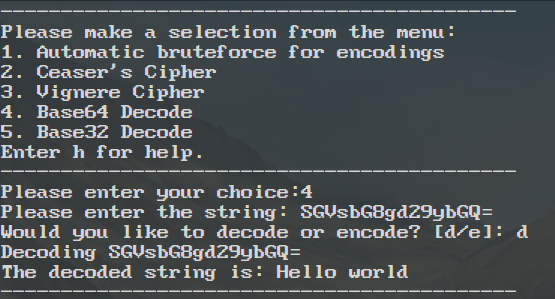 ----------------------------------------------------
Please make a selection from the menu:
1. Automatic bruteforce for encodings
2. Ceaser's Cipher
3. Vignere Cipher
4. Base64 Decode
5. Base32 Decode
Enter h for help.
----------------------------------------------------
Please enter your choice:4
Please enter the string: SGVsbG8gd29ybGQ=
Would you like to decode or encode? [d/e]: d
Decoding SGVsbG8gd29ybGQ=
The decoded string is: Hello world
----------------------------------------------------